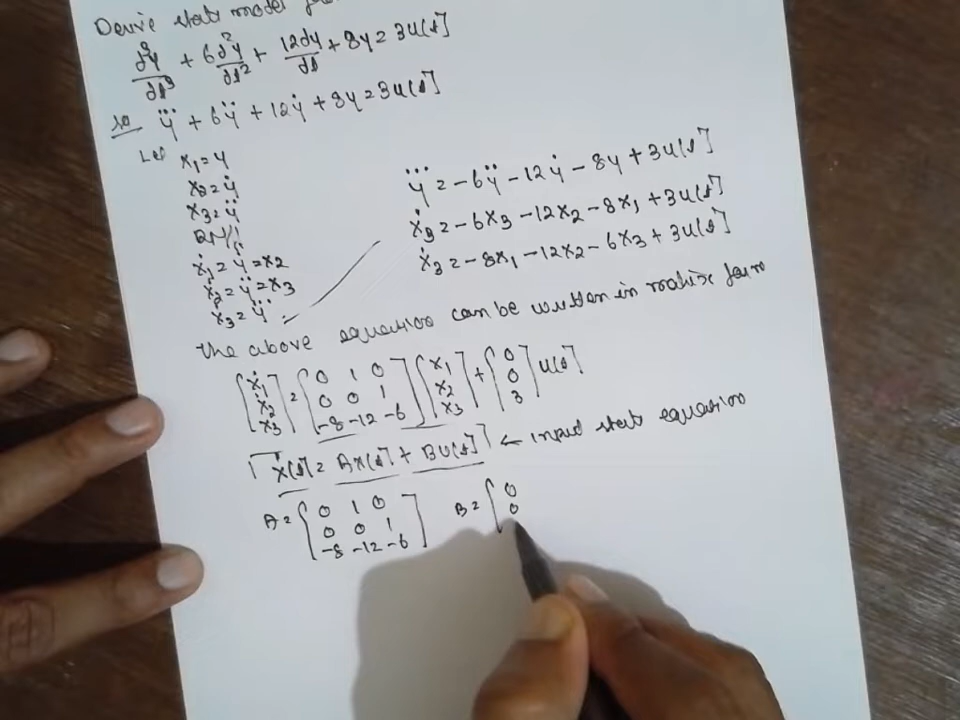 Derive state model for
d³y/dt³ + 6d²y/dt² + 12dy/dt + 8y = 3u(t)
so y⃛ + 6ÿ + 12ẏ + 8y = 3u(t)
Let x₁ = y
x₂ = ẏ
x₃ = ÿ
ẋ₁ = ẏ = x₂
ẋ₂ = ÿ = x₃
ẋ₃ = y⃛
y⃛ = -6ÿ - 12ẏ - 8y + 3u(t)
ẋ₃ = -6x₃ - 12x₂ - 8x₁ + 3u(t)
ẋ₃ = -8x₁ - 12x₂ - 6x₃ + 3u(t)
The above equation can be written in matrix form
[ẋ₁ ẋ₂ ẋ₃] = [0 1 0; 0 0 1; -8 -12 -6] [x₁ x₂ x₃] + [0 0 3] u(t)
Ẋ(t) = AX(t) + BU(t) ← input state equation
A = [0 1 0; 0 0 1; -8 -12 -6] B = [0 0